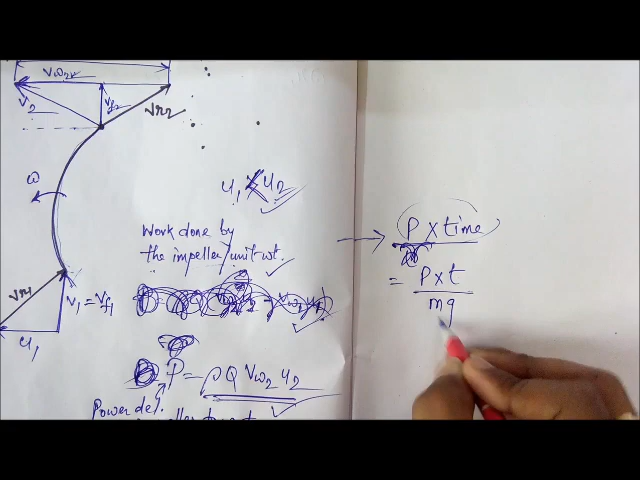 Vw2
V2
Vf2
Vr2
ω
u1 < u2
Work done by
the impeller/unit wt.
Vr1
V1 = Vf1
u1
P = ρQ Vw2 u2
Power del.
P x time
= P x t
mg